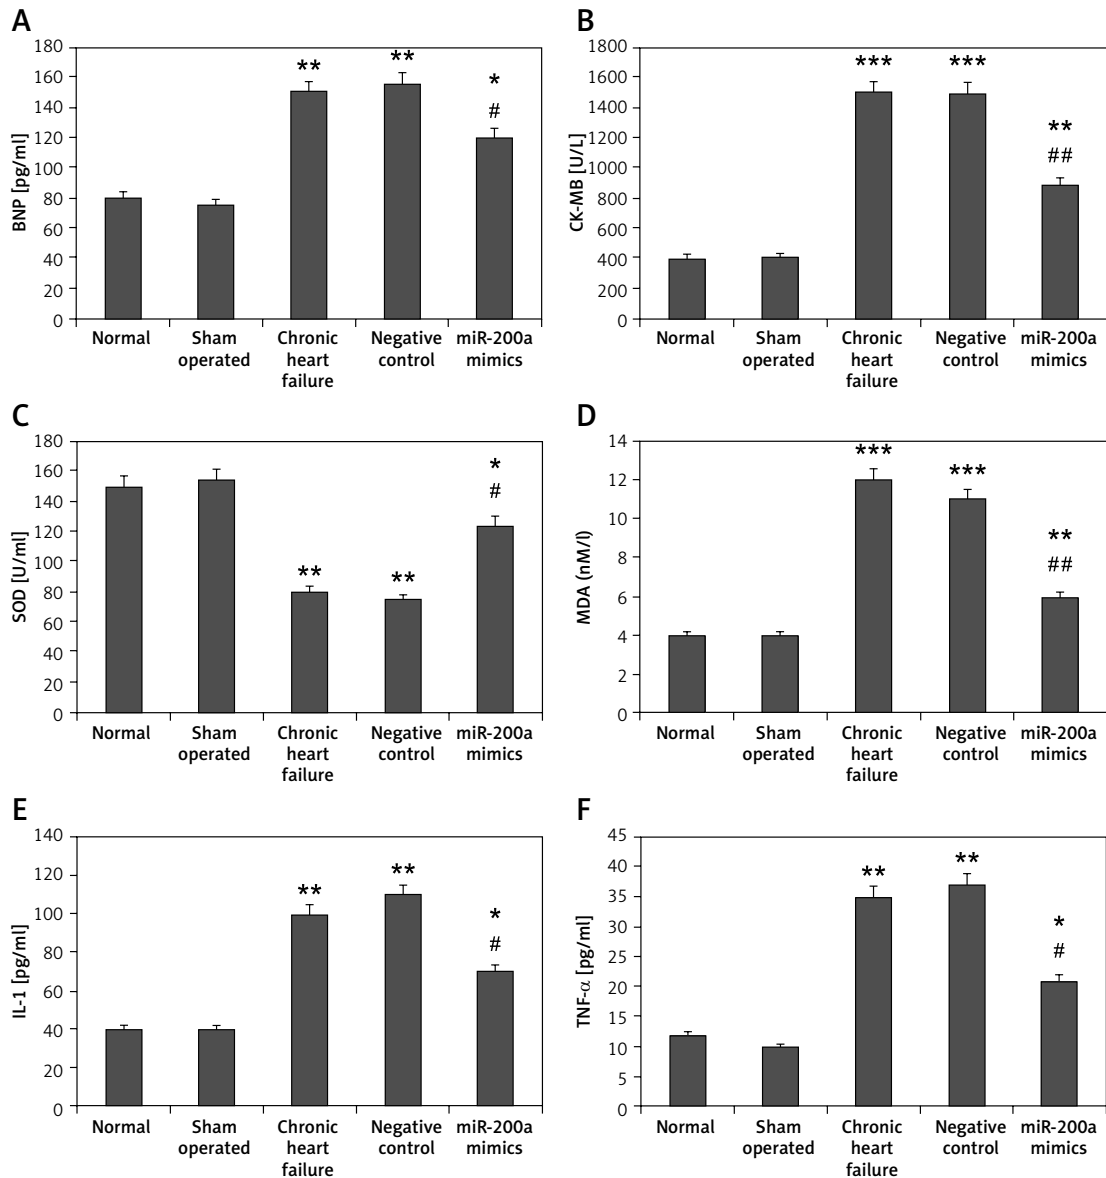 A
BNP [pg/ml]
180
160
140
120
100
80
60
40
20
0
**
**
*
#
Normal
Sham
operated
Chronic
heart
failure
Negative
control
miR-200a
mimics
B
CK-MB [U/L]
1800
1600
1400
1200
1000
800
600
400
200
0
***
***
**
##
Normal
Sham
operated
Chronic
heart
failure
Negative
control
miR-200a
mimics
C
SOD [U/ml]
180
160
140
120
100
80
60
40
20
0
**
**
*
#
Normal
Sham
operated
Chronic
heart
failure
Negative
control
miR-200a
mimics
D
MDA (nM/l)
14
12
10
8
6
4
2
0
***
***
**
##
Normal
Sham
operated
Chronic
heart
failure
Negative
control
miR-200a
mimics
E
IL-1 [pg/ml]
140
120
100
80
60
40
20
0
**
**
*
#
Normal
Sham
operated
Chronic
heart
failure
Negative
control
miR-200a
mimics
F
TNF-α [pg/ml]
45
40
35
30
25
20
15
10
5
0
**
**
*
#
Normal
Sham
operated
Chronic
heart
failure
Negative
control
miR-200a
mimics